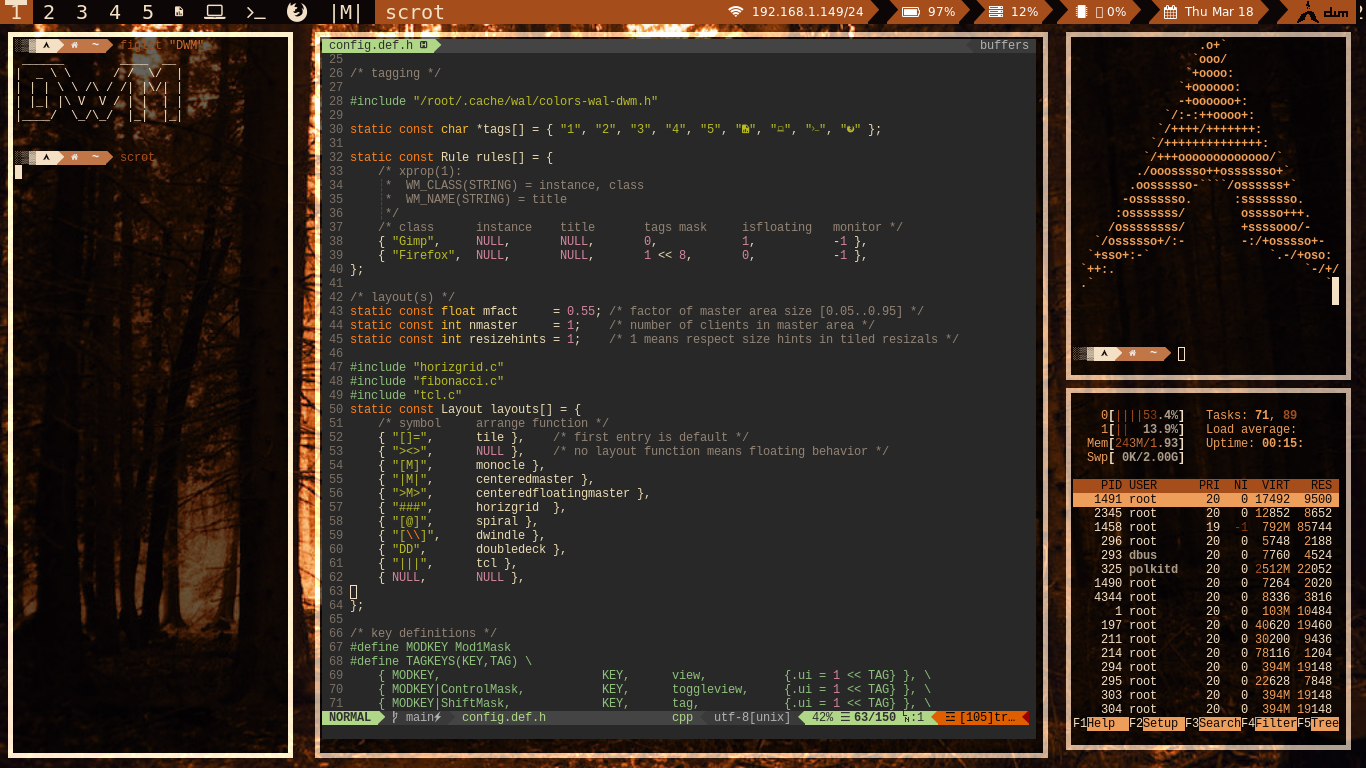 1 2 3 4 5 |M| scrot 192.168.1.149/24 97% 12% 0% Thu Mar 18 dwm
~ figlet "DWM"
~ scrot
config.def.h buffers
25
26 /* tagging */
27
28 #include "/root/.cache/wal/colors-wal-dwm.h"
29
30 static const char *tags[] = { "1", "2", "3", "4", "5", "", "", "", "" };
31
32 static const Rule rules[] = {
33 /* xprop(1):
34 * WM_CLASS(STRING) = instance, class
35 * WM_NAME(STRING) = title
36 */
37 /* class instance title tags mask isfloating monitor */
38 { "Gimp", NULL, NULL, 0, 1, -1 },
39 { "Firefox", NULL, NULL, 1 << 8, 0, -1 },
40 };
41
42 /* layout(s) */
43 static const float mfact = 0.55; /* factor of master area size [0.05..0.95] */
44 static const int nmaster = 1; /* number of clients in master area */
45 static const int resizehints = 1; /* 1 means respect size hints in tiled resizals */
46
47 #include "horizgrid.c"
48 #include "fibonacci.c"
49 #include "tcl.c"
50 static const Layout layouts[] = {
51 /* symbol arrange function */
52 { "[]=", tile }, /* first entry is default */
53 { "><>", NULL }, /* no layout function means floating behavior */
54 { "[M]", monocle },
55 { "|M|", centeredmaster },
56 { ">M>", centeredfloatingmaster },
57 { "###", horizgrid },
58 { "[@]", spiral },
59 { "[\\]", dwindle },
60 { "DD", doubledeck },
61 { "|||", tcl },
62 { NULL, NULL },
63
64 };
65
66 /* key definitions */
67 #define MODKEY Mod1Mask
68 #define TAGKEYS(KEY,TAG) \
69 { MODKEY, KEY, view, {.ui = 1 << TAG} }, \
70 { MODKEY|ControlMask, KEY, toggleview, {.ui = 1 << TAG} }, \
71 { MODKEY|ShiftMask, KEY, tag, {.ui = 1 << TAG} }, \
NORMAL main config.def.h cpp utf-8[unix] 42% ☰ 63/150 :1 ☲ [105]tr…
~
0[||||53.4%] Tasks: 71, 89
1[|| 13.9%] Load average:
Mem[243M/1.93] Uptime: 00:15:
Swp[ 0K/2.00G]
PID USER PRI NI VIRT RES
1491 root 20 0 17492 9500
2345 root 20 0 12852 8652
1458 root 19 -1 792M 85744
296 root 20 0 5748 2188
293 dbus 20 0 7760 4524
325 polkitd 20 0 2512M 22052
1490 root 20 0 7264 2020
4344 root 20 0 8336 3816
1 root 20 0 103M 10484
197 root 20 0 40620 19460
211 root 20 0 30200 9436
214 root 20 0 78116 1204
294 root 20 0 394M 19148
295 root 20 0 22628 7848
303 root 20 0 394M 19148
304 root 20 0 394M 19148
F1Help F2Setup F3SearchF4FilterF5Tree